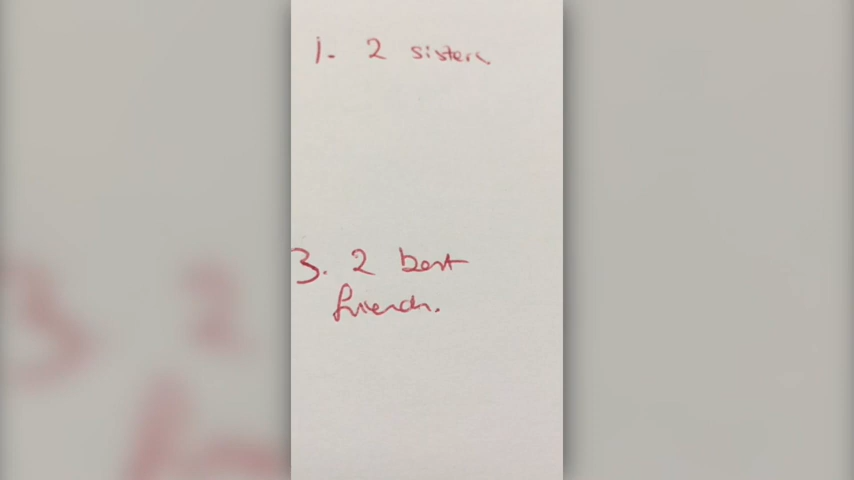 1. 2 sisters
3. 2 best
friends.